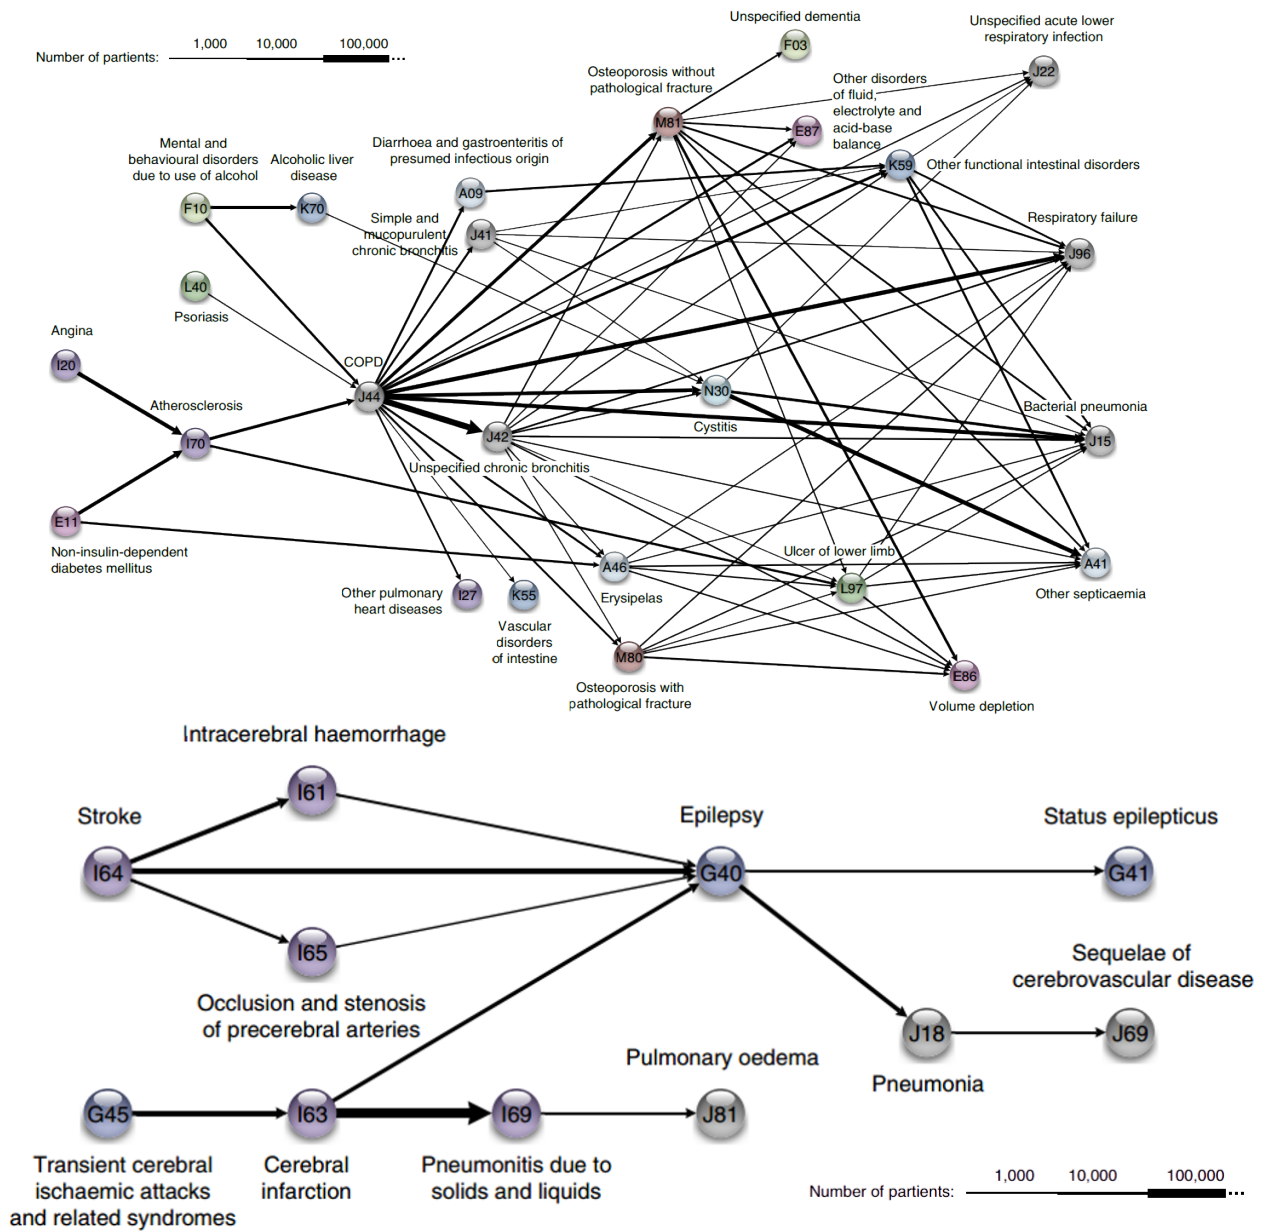 Number of partients:
1,000 10,000 100,000
Unspecified dementia
F03
Unspecified acute lower
respiratory infection
J22
Osteoporosis without
pathological fracture
M81
Other disorders
of fluid,
electrolyte and
acid-base
balance
E87
Mental and
behavioural disorders
due to use of alcohol
F10
Alcoholic liver
disease
K70
Diarrhoea and gastroenteritis of
presumed infectious origin
A09
K59
Other functional intestinal disorders
Simple and
mucopurulent
chronic bronchitis
J41
Respiratory failure
J96
L40
Psoriasis
Angina
I20
COPD
J44
N30
Cystitis
Atherosclerosis
I70
J42
Unspecified chronic bronchitis
Bacterial pneumonia
J15
E11
Non-insulin-dependent
diabetes mellitus
Ulcer of lower limb
L97
A46
Erysipelas
A41
Other septicaemia
Other pulmonary
heart diseases
I27
K55
Vascular
disorders
of intestine
M80
Osteoporosis with
pathological fracture
E86
Volume depletion
Intracerebral haemorrhage
I61
Stroke
I64
Epilepsy
G40
Status epilepticus
G41
I65
Occlusion and stenosis
of precerebral arteries
Sequelae of
cerebrovascular disease
J18
J69
Pneumonia
Pulmonary oedema
G45
I63
I69
J81
Transient cerebral
ischaemic attacks
and related syndromes
Cerebral
infarction
Pneumonitis due to
solids and liquids
1,000 10,000 100,000
Number of partients: